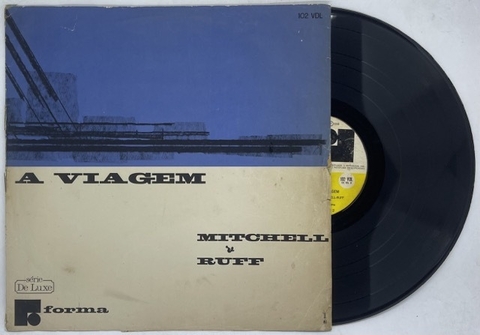 102 VDL
A VIAGEM
MITCHELL
&
RUFF
série
De Luxe
forma